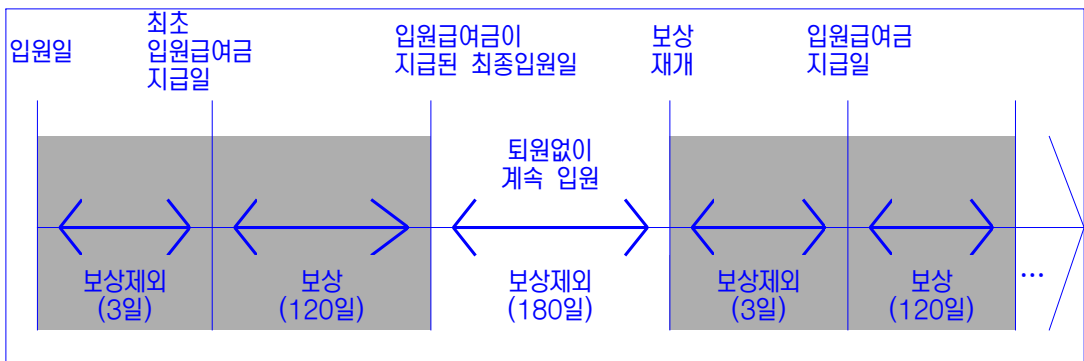 입원일
최초
입원급여금
지급일
입원급여금이
지급된 최종입원일
보상
재개
입원급여금
지급일
퇴원없이
계속 입원
보상제외
(3일)
보상
(120일)
보상제외
(180일)
보상제외
(3일)
보상
(120일)
...